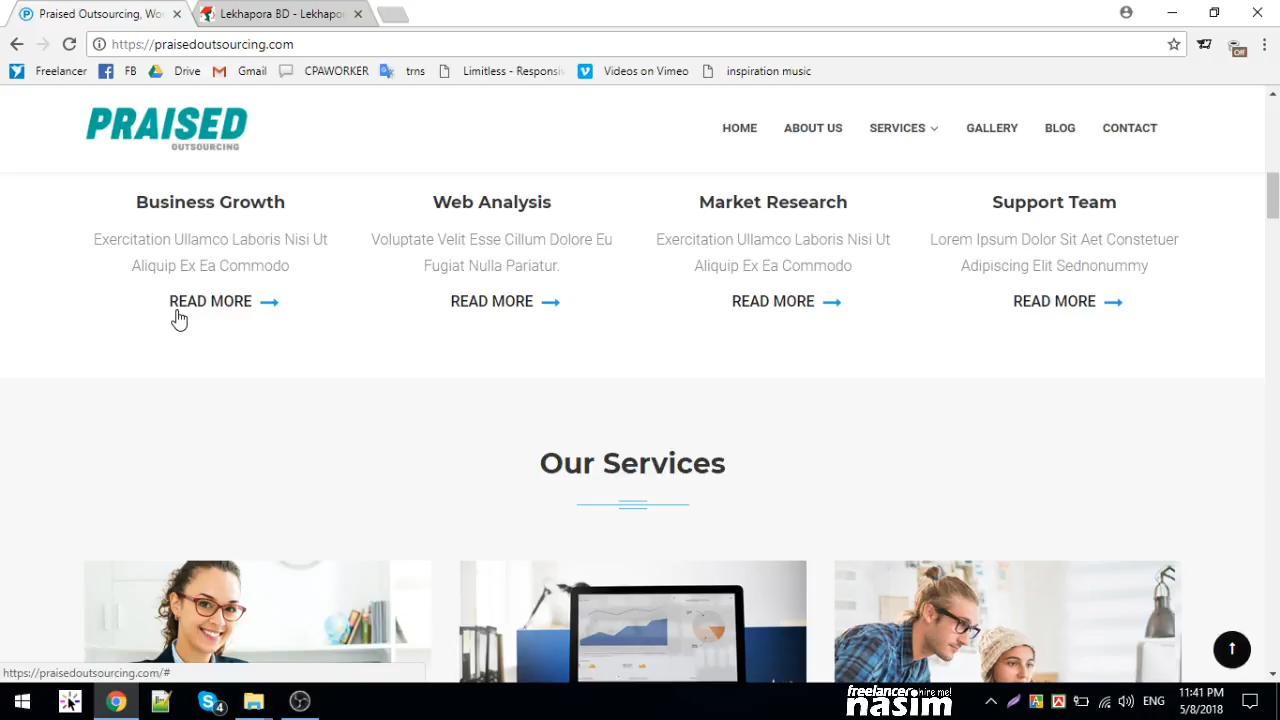 Praised Outsourcing, Wo
Lekhapora BD - Lekhapo
https://praisedoutsourcing.com
Freelancer
FB
Drive
Gmail
CPAWORKER
trns
Limitless - Responsi
Videos on Vimeo
inspiration music
Off
PRAISED
OUTSOURCING
HOME
ABOUT US
SERVICES
GALLERY
BLOG
CONTACT
Business Growth
Exercitation Ullamco Laboris Nisi Ut
Aliquip Ex Ea Commodo
READ MORE
Web Analysis
Voluptate Velit Esse Cillum Dolore Eu
Fugiat Nulla Pariatur.
READ MORE
Market Research
Exercitation Ullamco Laboris Nisi Ut
Aliquip Ex Ea Commodo
READ MORE
Support Team
Lorem Ipsum Dolor Sit Aet Constetuer
Adipiscing Elit Sednonummy
READ MORE
Our Services
https://praisedoutsourcing.com/#
4
freelancer hire me!
nasim
ENG
11:41 PM
5/8/2018